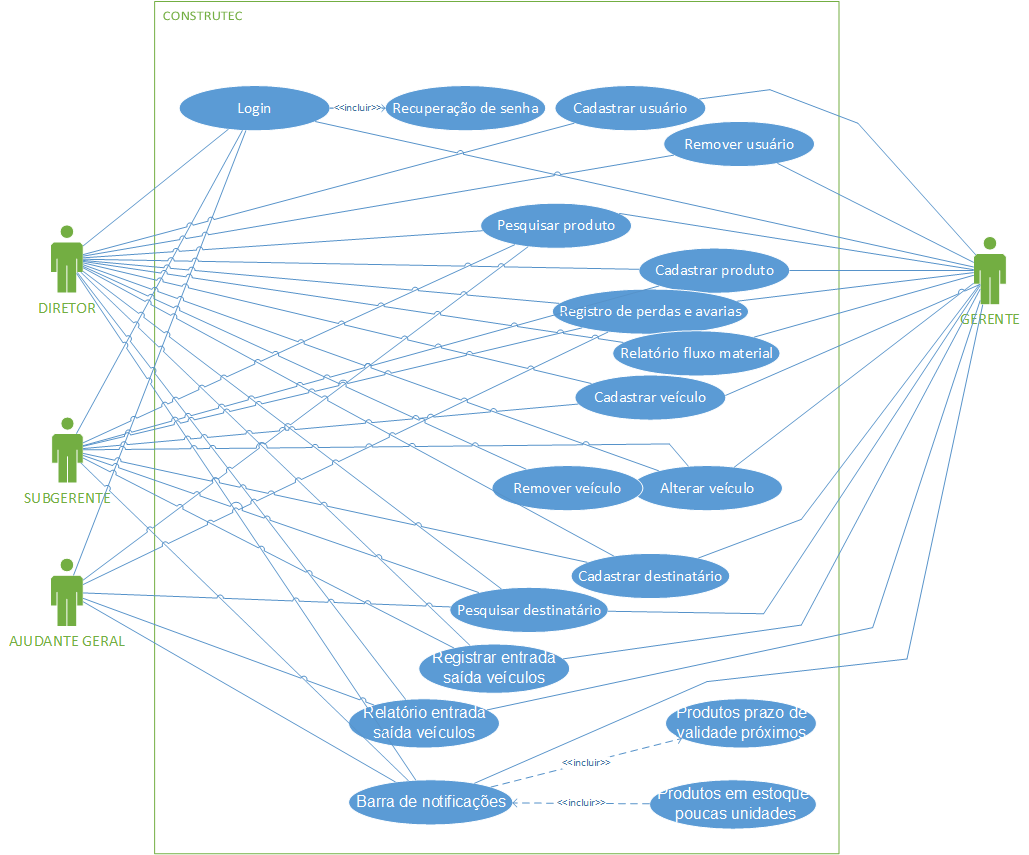 CONSTRUTEC
Login
<<incluir>>
Recuperação de senha
Cadastrar usuário
Remover usuário
Pesquisar produto
DIRETOR
Cadastrar produto
GERENTE
Registro de perdas e avarias
Relatório fluxo material
Cadastrar veículo
SUBGERENTE
Remover veículo
Alterar veículo
Cadastrar destinatário
Pesquisar destinatário
AJUDANTE GERAL
Registrar entrada
saída veículos
Relatório entrada
saída veículos
Produtos prazo de
validade próximos
<<incluir>>
Barra de notificações
<<incluir>>
Produtos em estoque
poucas unidades